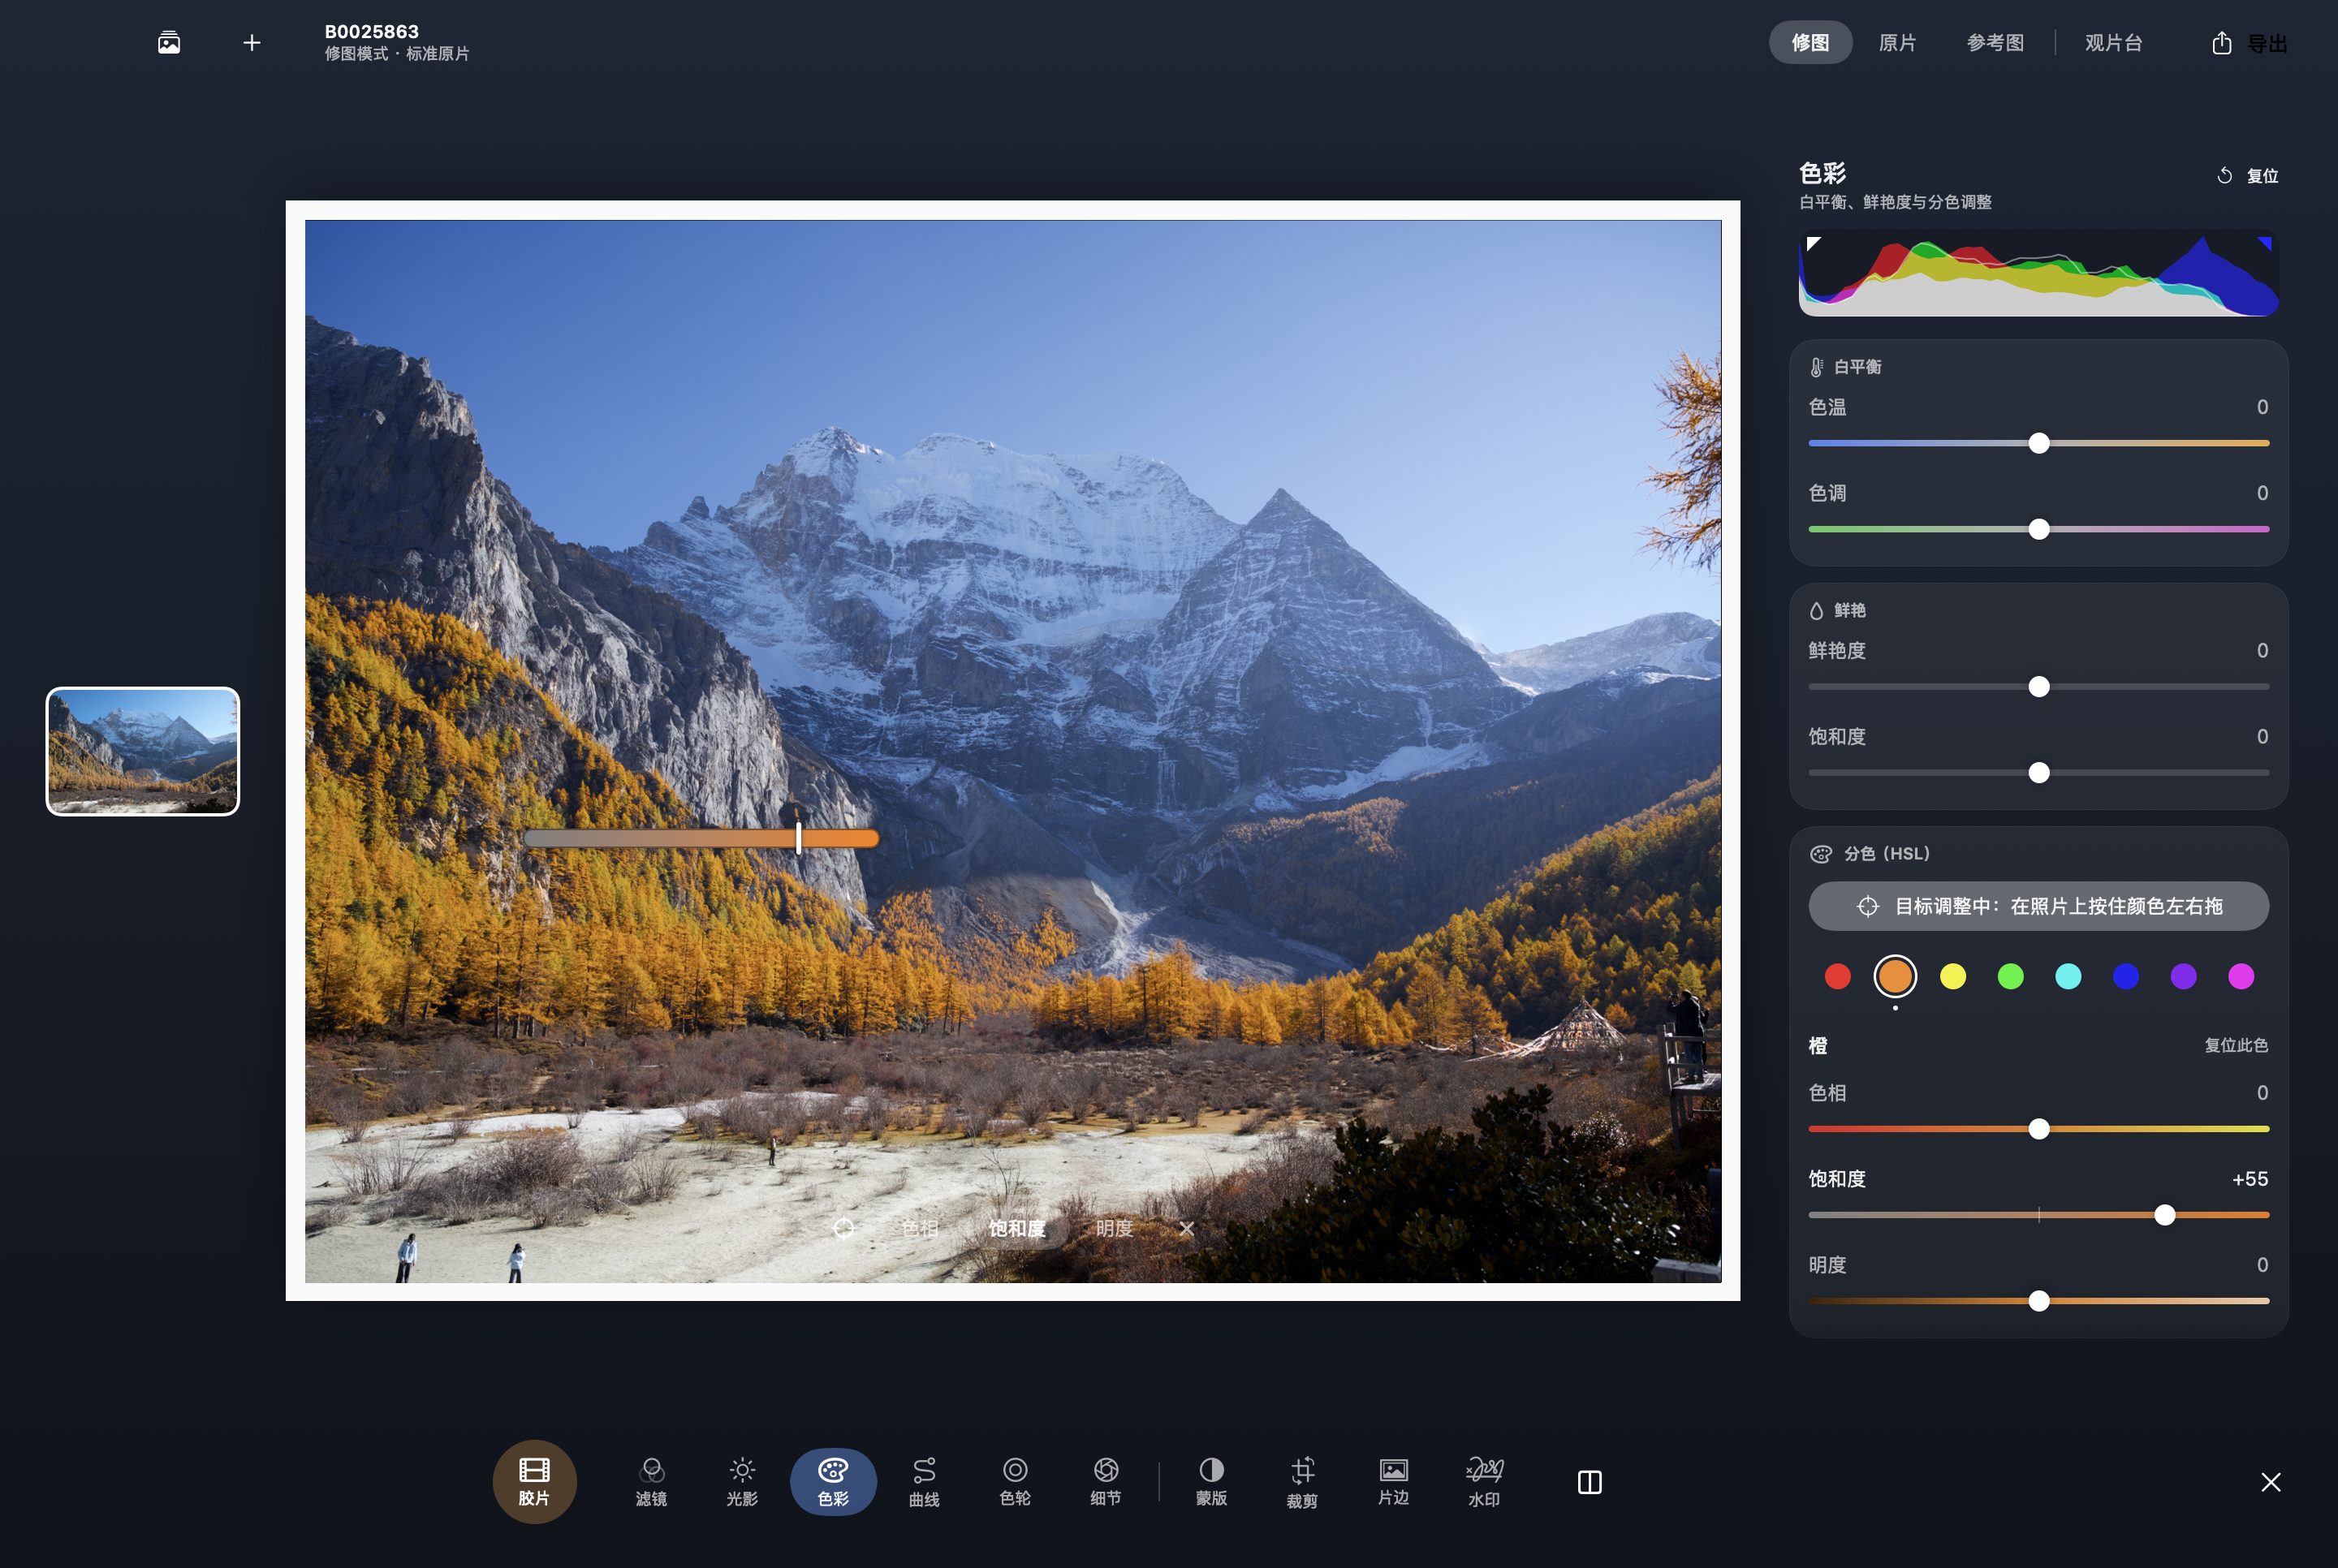 B0025863
修图模式 · 标准原片
修图
原片
参考图
观片台
导出
色彩
复位
白平衡、鲜艳度与分色调整
白平衡
色温
0
色调
0
鲜艳
鲜艳度
0
饱和度
0
分色（HSL）
目标调整中：在照片上按住颜色左右拖
橙
复位此色
色相
0
饱和度
+55
明度
0
色相
饱和度
明度
胶片
滤镜
光影
色彩
曲线
色轮
细节
蒙版
裁剪
片边
水印